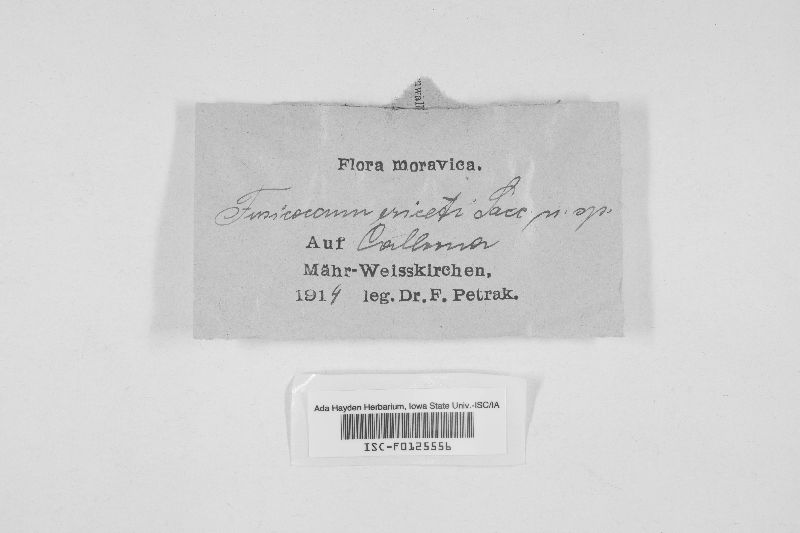 Flora moravica.
Fusicoccum ericeti Sacc n. sp.
Auf Calluna
Mähr-Weisskirchen,
1914 leg. Dr. F. Petrak.
Ada Hayden Herbarium, Iowa State Univ.-ISC/IA
ISC-F0125556